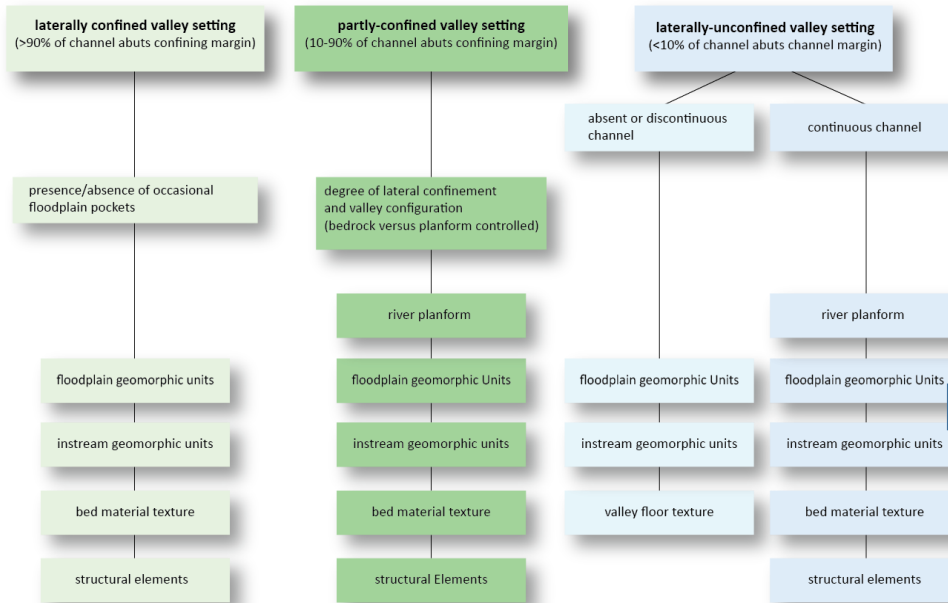 laterally confined valley setting
(>90% of channel abuts confining margin)
presence/absence of occasional
floodplain pockets
floodplain geomorphic units
instream geomorphic units
bed material texture
structural elements
partly-confined valley setting
(10-90% of channel abuts confining margin)
degree of lateral confinement
and valley configuration
(bedrock versus planform controlled)
river planform
floodplain geomorphic Units
instream geomorphic units
bed material texture
structural Elements
laterally-unconfined valley setting
(<10% of channel abuts channel margin)
absent or discontinuous
channel
floodplain geomorphic Units
instream geomorphic units
valley floor texture
continuous channel
river planform
floodplain geomorphic Units
instream geomorphic units
bed material texture
structural elements